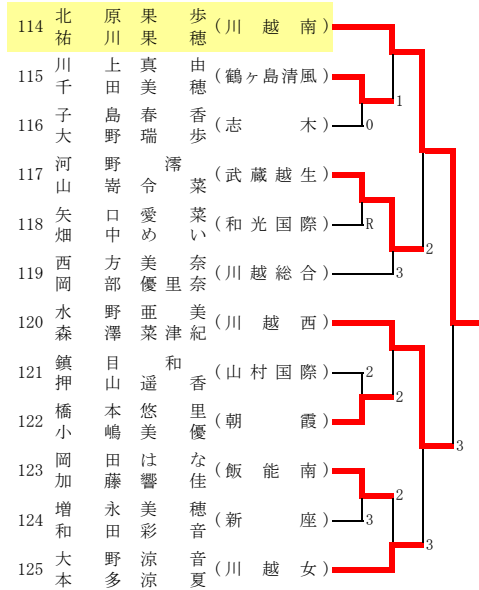 114 北原果歩 (川越南)
祐川果穂
115 川上真由 (鶴ヶ島清風)
千田美穂
1
116 子島春香 (志木) 0
大野瑞歩
117 河野澪 (武蔵越生)
山嵜令菜
118 矢口愛菜 (和光国際) R
畑中めい
2
119 西方美奈 (川越総合) 3
岡部優里奈
120 水野亜美 (川越西)
森澤菜津紀
121 鎮目和 (山村国際) 2
押山遥香
2
122 橋本悠里 (朝霞)
小嶋美優
3
123 岡田はな (飯能南)
加藤響佳
2
124 増永美穂 (新座) 3
和田彩音
3
125 大野涼音 (川越女)
本多涼夏